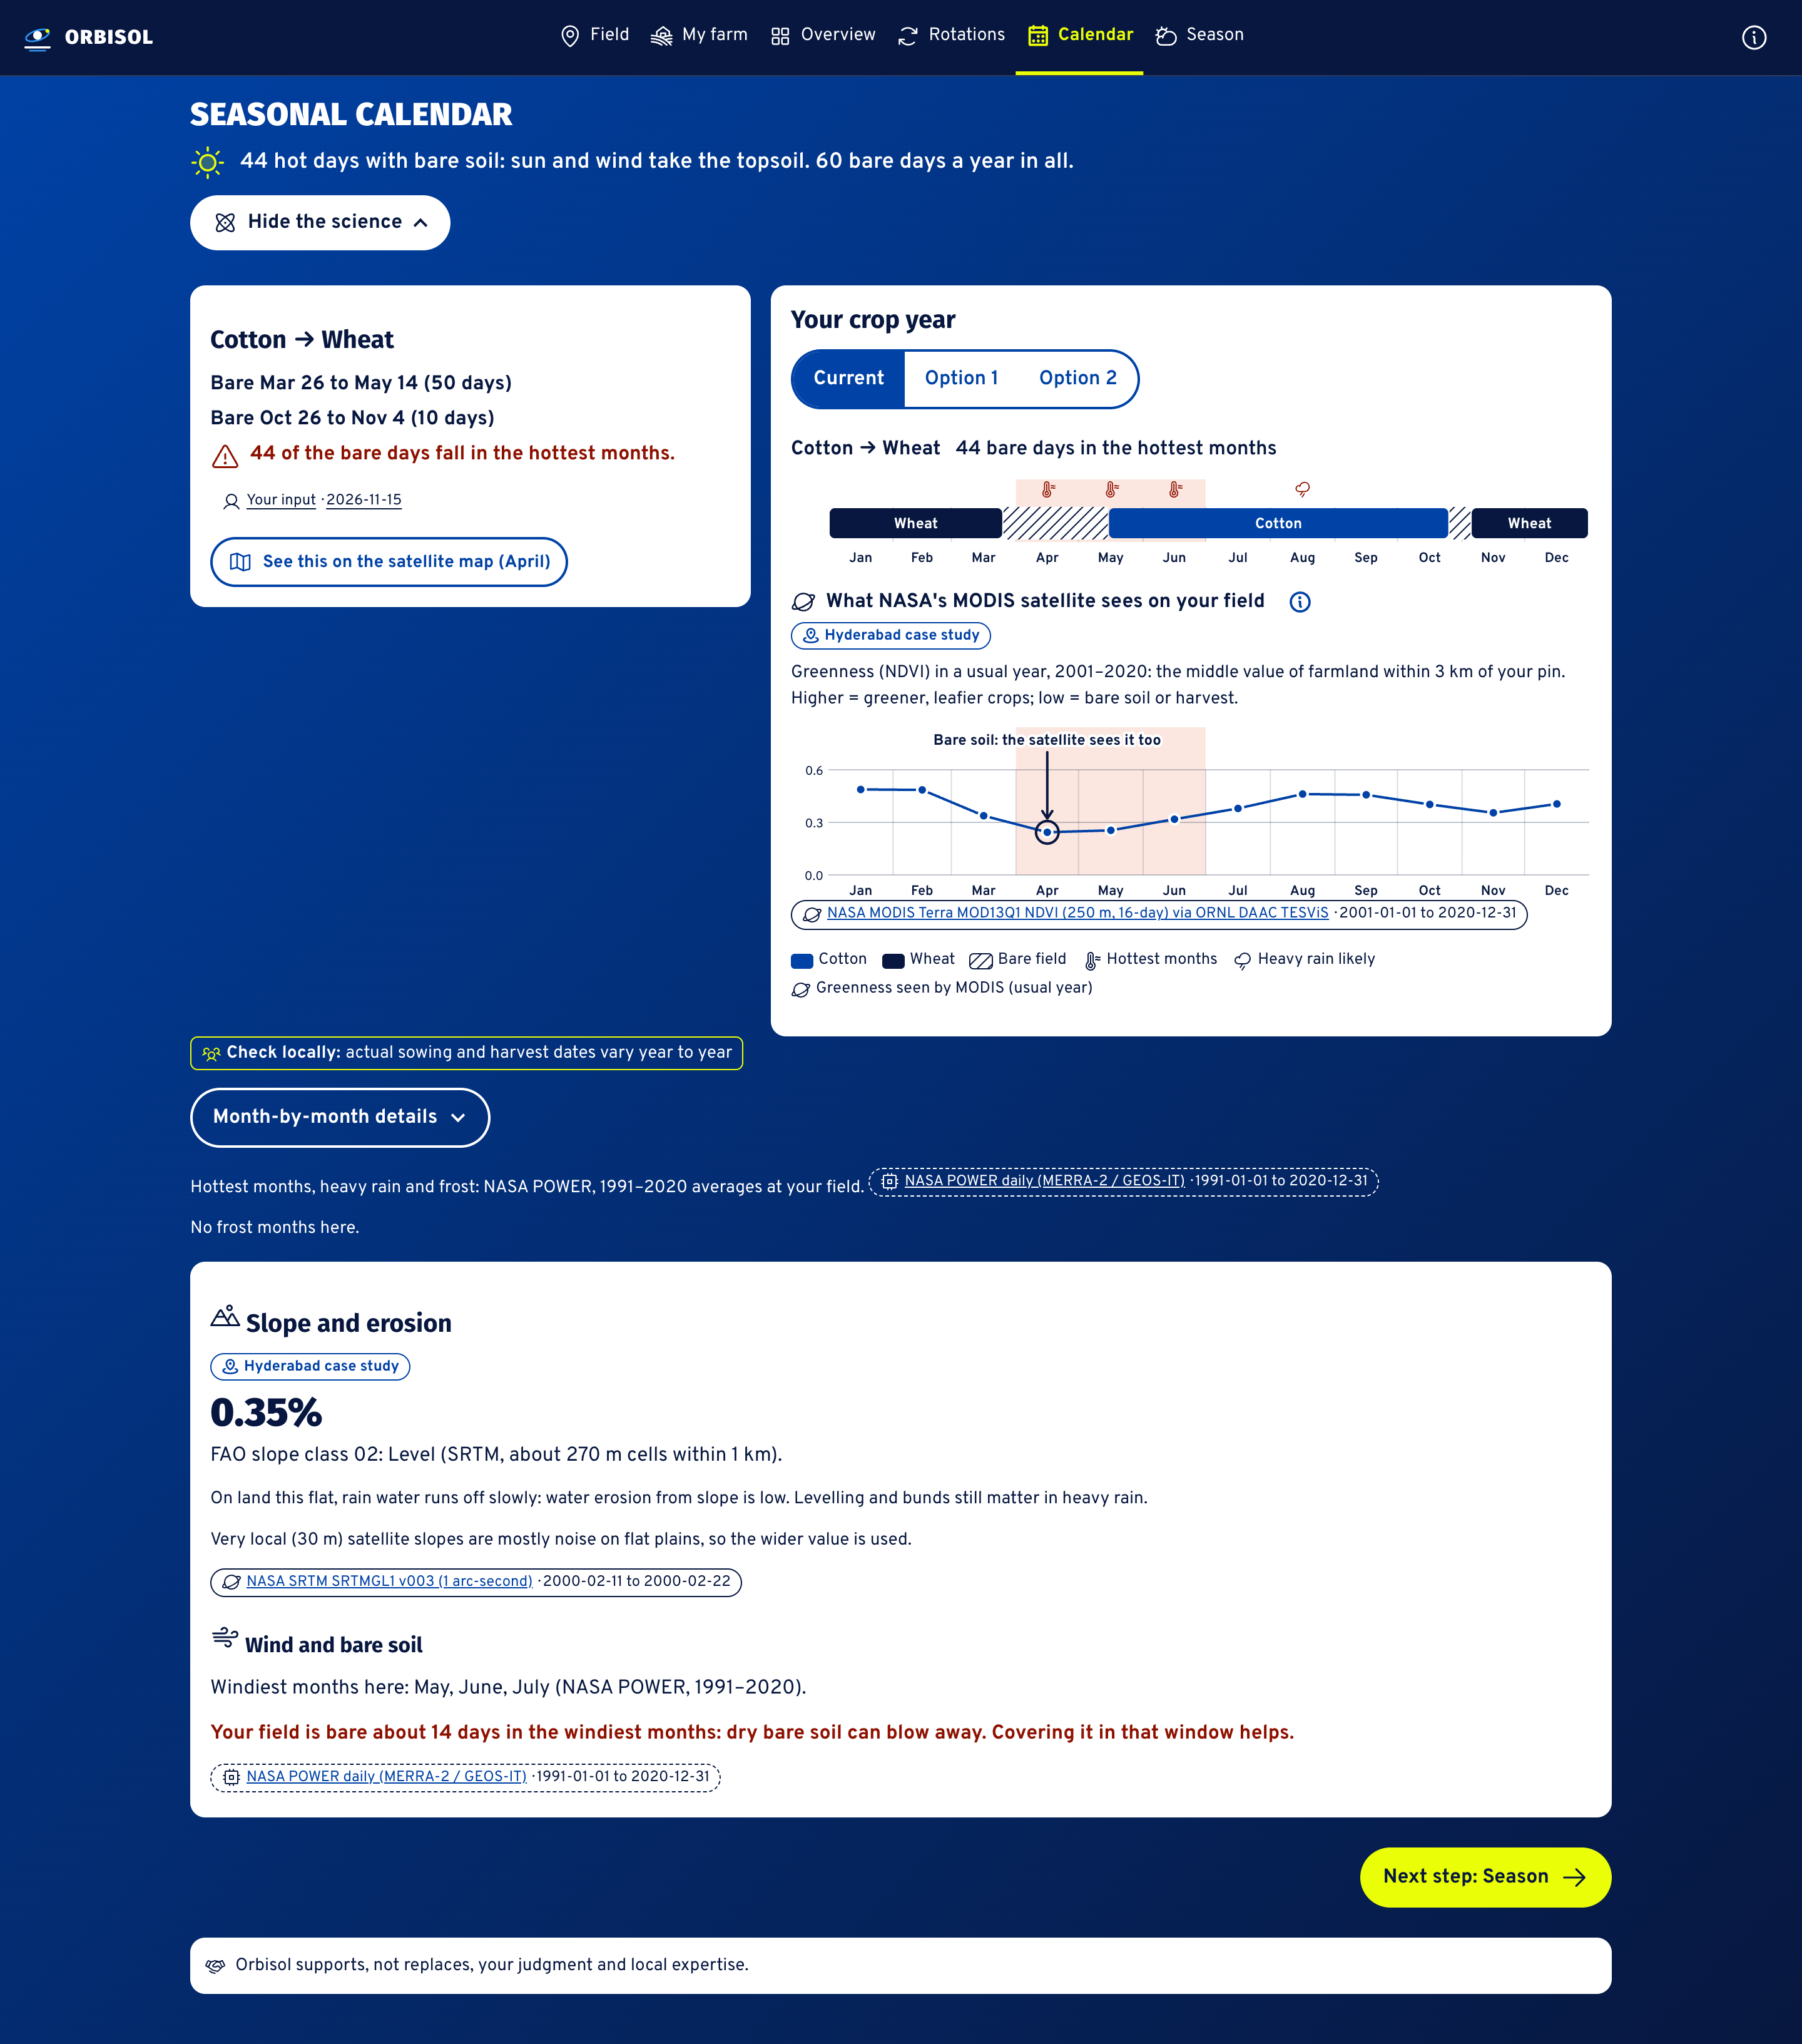 ORBISOL
Field
My farm
Overview
Rotations
Calendar
Season
SEASONAL CALENDAR
44 hot days with bare soil: sun and wind take the topsoil. 60 bare days a year in all.
Hide the science
Cotton → Wheat
Bare Mar 26 to May 14 (50 days)
Bare Oct 26 to Nov 4 (10 days)
44 of the bare days fall in the hottest months.
Your input · 2026-11-15
See this on the satellite map (April)
Your crop year
Current Option 1 Option 2
Cotton → Wheat 44 bare days in the hottest months
Wheat Cotton Wheat
Jan Feb Mar Apr May Jun Jul Aug Sep Oct Nov Dec
What NASA's MODIS satellite sees on your field
Hyderabad case study
Greenness (NDVI) in a usual year, 2001–2020: the middle value of farmland within 3 km of your pin.
Higher = greener, leafier crops; low = bare soil or harvest.
Bare soil: the satellite sees it too
0.6
0.3
0.0
Jan Feb Mar Apr May Jun Jul Aug Sep Oct Nov Dec
NASA MODIS Terra MOD13Q1 NDVI (250 m, 16-day) via ORNL DAAC TESViS · 2001-01-01 to 2020-12-31
Cotton Wheat Bare field Hottest months Heavy rain likely
Greenness seen by MODIS (usual year)
Check locally: actual sowing and harvest dates vary year to year
Month-by-month details
Hottest months, heavy rain and frost: NASA POWER, 1991–2020 averages at your field. NASA POWER daily (MERRA-2 / GEOS-IT) · 1991-01-01 to 2020-12-31
No frost months here.
Slope and erosion
Hyderabad case study
0.35%
FAO slope class 02: Level (SRTM, about 270 m cells within 1 km).
On land this flat, rain water runs off slowly: water erosion from slope is low. Levelling and bunds still matter in heavy rain.
Very local (30 m) satellite slopes are mostly noise on flat plains, so the wider value is used.
NASA SRTM SRTMGL1 v003 (1 arc-second) · 2000-02-11 to 2000-02-22
Wind and bare soil
Windiest months here: May, June, July (NASA POWER, 1991–2020).
Your field is bare about 14 days in the windiest months: dry bare soil can blow away. Covering it in that window helps.
NASA POWER daily (MERRA-2 / GEOS-IT) · 1991-01-01 to 2020-12-31
Next step: Season
Orbisol supports, not replaces, your judgment and local expertise.